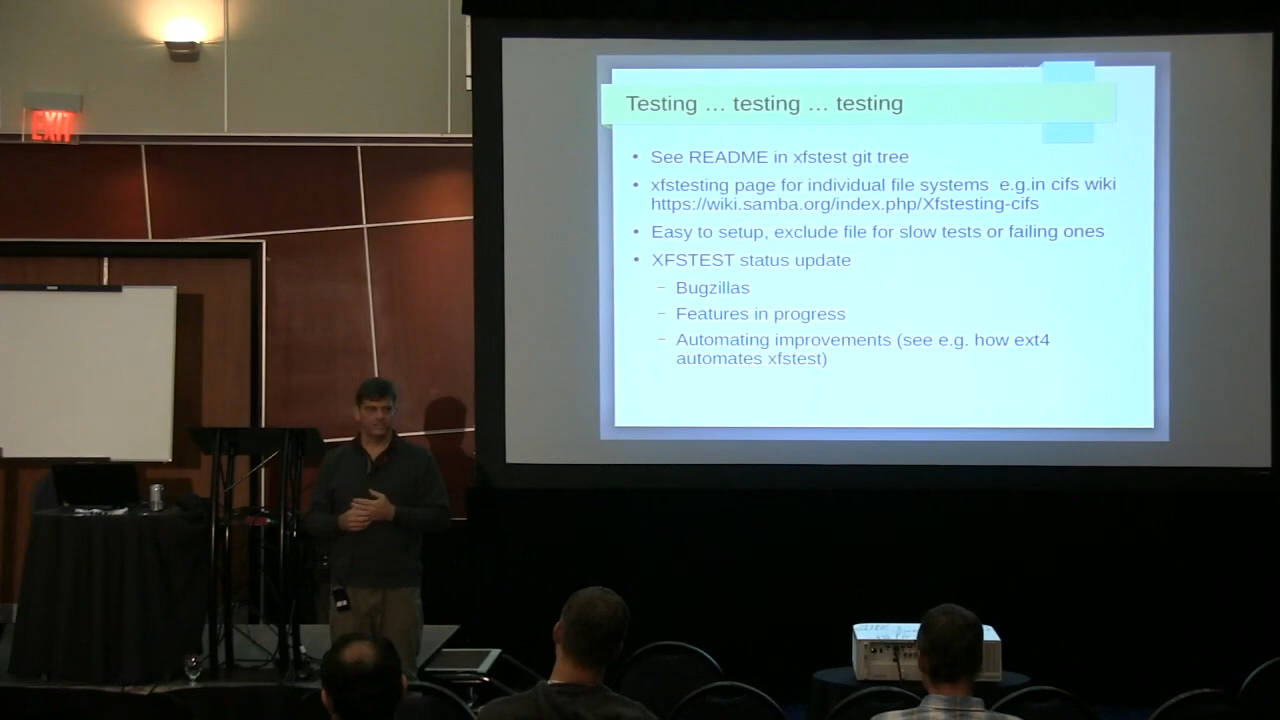 EXIT
Testing … testing … testing
• See README in xfstest git tree
• xfstesting page for individual file systems  e.g.in cifs wiki
https://wiki.samba.org/index.php/Xfstesting-cifs
• Easy to setup, exclude file for slow tests or failing ones
• XFSTEST status update
– Bugzillas
– Features in progress
– Automating improvements (see e.g. how ext4
automates xfstest)